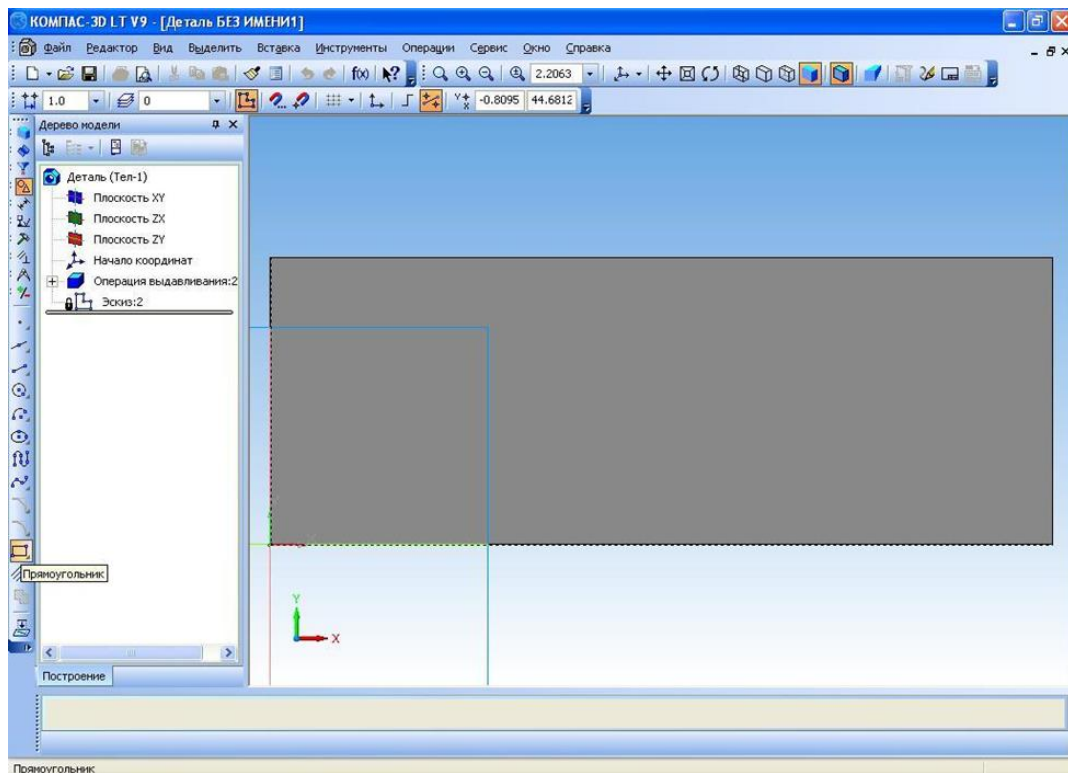 КОМПАС-3D LT V9 - [Деталь БЕЗ ИМЕНИ1]
Файл Редактор Вид Выделить Вставка Инструменты Операции Сервис Окно Справка
f(x) 2.2063
1.0 0 -0.8095 44.6812
Дерево модели
Деталь (Тел-1)
Плоскость XY
Плоскость ZX
Плоскость ZY
Начало координат
Операция выдавливания:2
Эскиз:2
Прямоугольник
Y
X
Построение
Прямоугольник